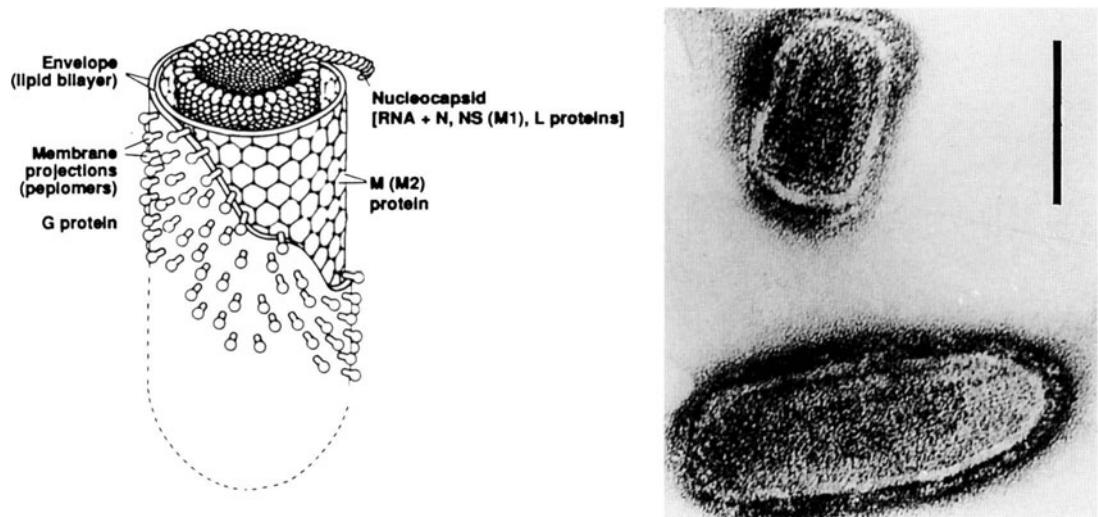 Envelope
(lipid bilayer)
Nucleocapsid
[RNA + N, NS (M1), L proteins]
Membrane
projections
(peplomers)
M (M2)
protein
G protein